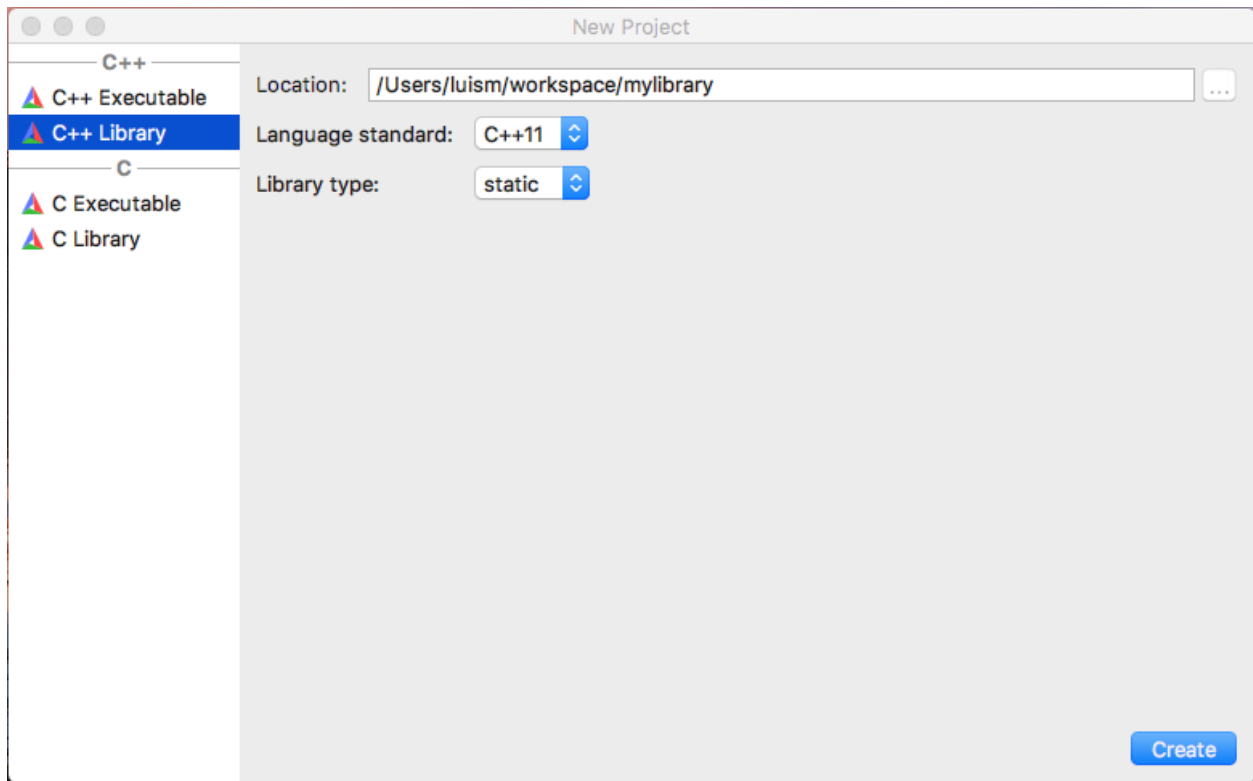 New Project
C++
C++ Executable
C++ Library
C
C Executable
C Library
Location: /Users/luism/workspace/mylibrary ...
Language standard: C++11
Library type: static
Create